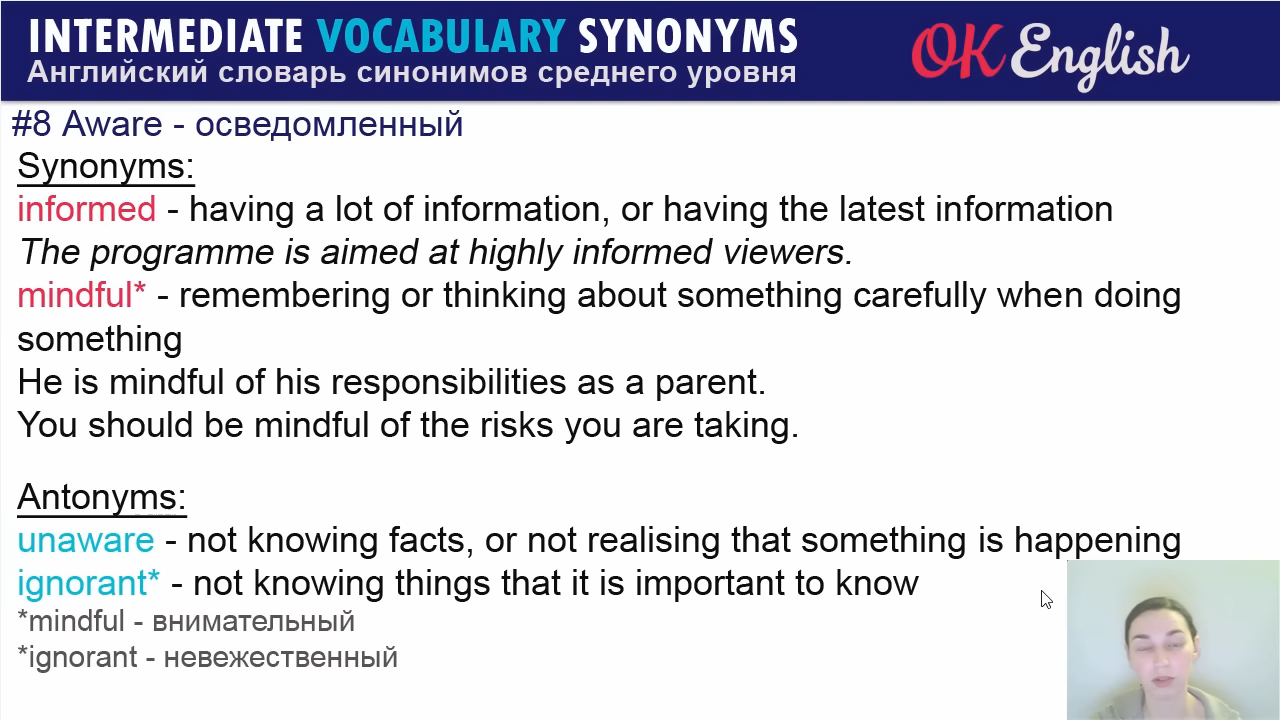 INTERMEDIATE VOCABULARY SYNONYMS
Английский словарь синонимов среднего уровня
OK English
#8 Aware - осведомленный
Synonyms:
informed - having a lot of information, or having the latest information
The programme is aimed at highly informed viewers.
mindful* - remembering or thinking about something carefully when doing
something
He is mindful of his responsibilities as a parent.
You should be mindful of the risks you are taking.
Antonyms:
unaware - not knowing facts, or not realising that something is happening
ignorant* - not knowing things that it is important to know
*mindful - внимательный
*ignorant - невежественный